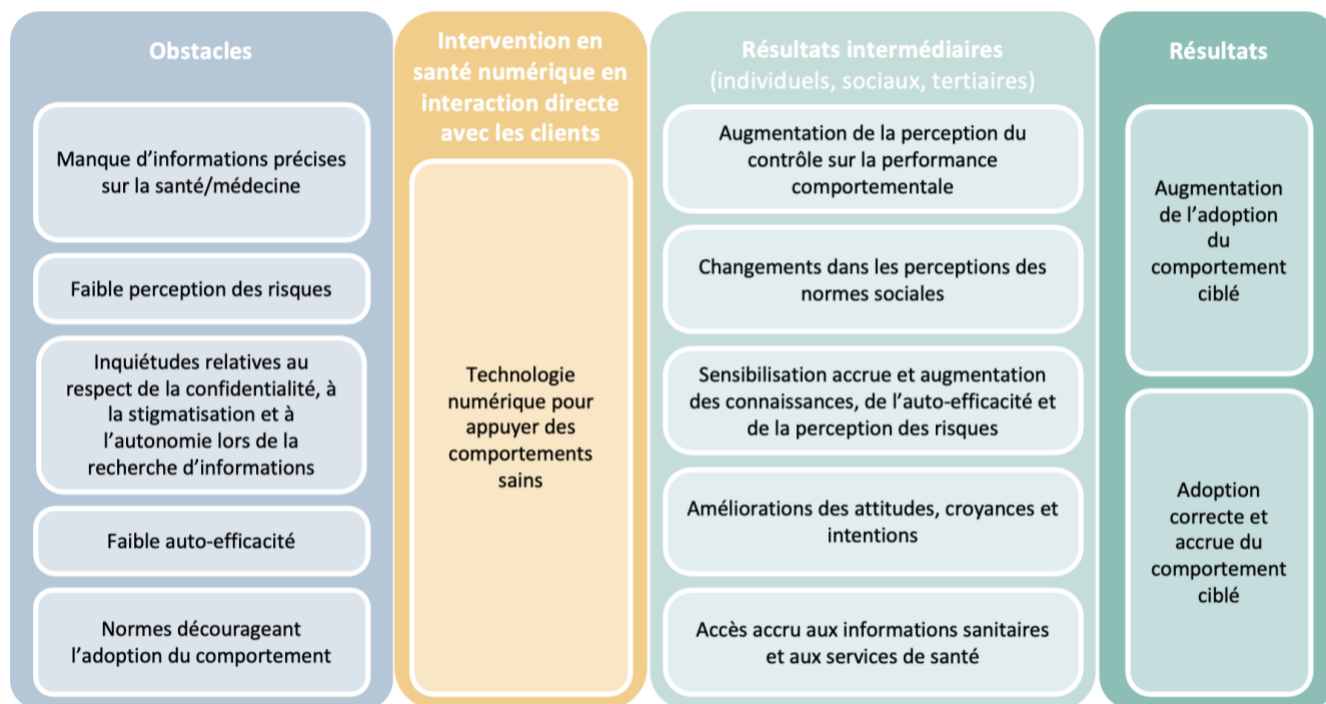 Obstacles
Manque d’informations précises
sur la santé/médecine
Faible perception des risques
Inquiétudes relatives au
respect de la confidentialité, à
la stigmatisation et à
l’autonomie lors de la
recherche d’informations
Faible auto-efficacité
Normes décourageant
l’adoption du comportement
Intervention en
santé numérique en
interaction directe
avec les clients
Technologie
numérique pour
appuyer des
comportements
sains
Résultats intermédiaires
(individuels, sociaux, tertiaires)
Augmentation de la perception du
contrôle sur la performance
comportementale
Changements dans les perceptions des
normes sociales
Sensibilisation accrue et augmentation
des connaissances, de l’auto-efficacité et
de la perception des risques
Améliorations des attitudes, croyances et
intentions
Accès accru aux informations sanitaires
et aux services de santé
Résultats
Augmentation
de l’adoption
du
comportement
ciblé
Adoption
correcte et
accrue du
comportement
ciblé